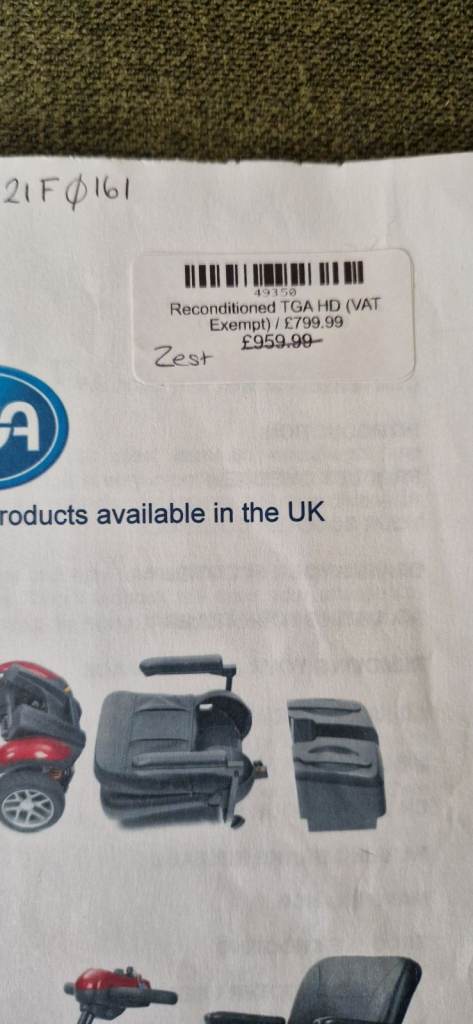 21FØ161
49350
Reconditioned TGA HD (VAT
Exempt) / £799.99
£959.99
Zest
A
roducts available in the UK